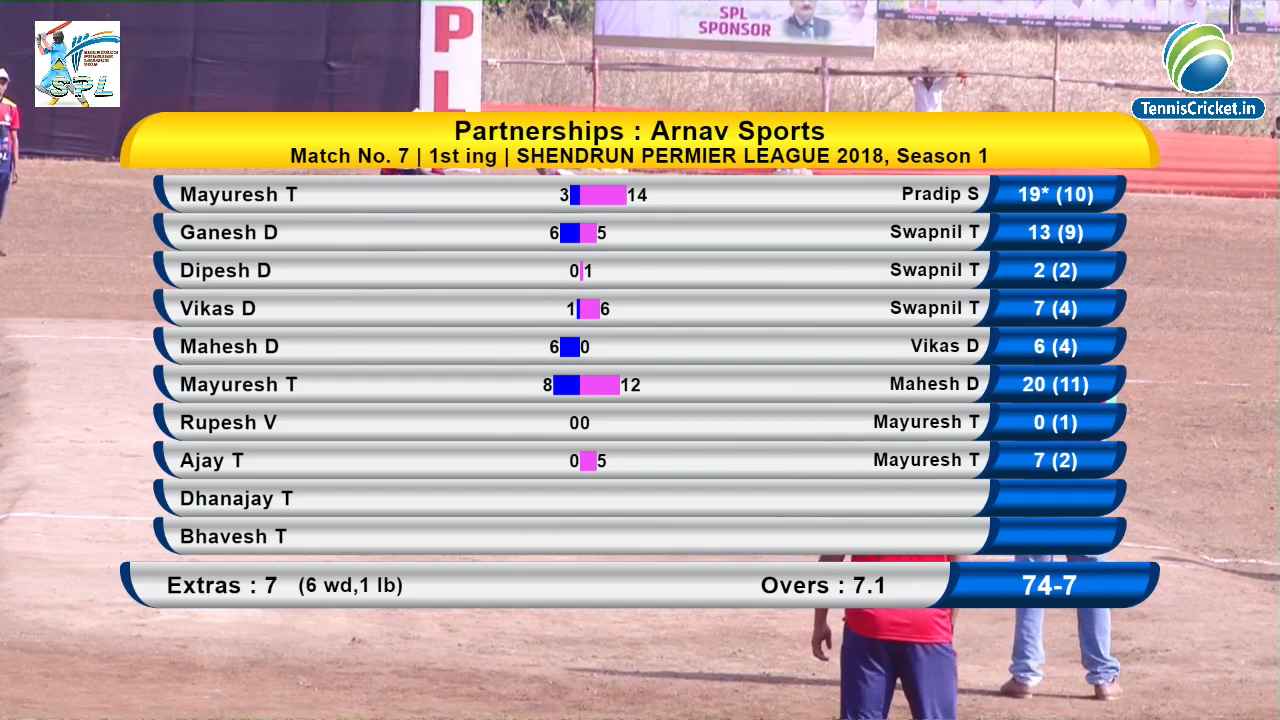 P
L
SPL
SPONSOR
SPL
TennisCricket.in
Partnerships : Arnav Sports
Match No. 7 | 1st ing | SHENDRUN PERMIER LEAGUE 2018, Season 1
Mayuresh T 3 14 Pradip S 19* (10)
Ganesh D 6 5 Swapnil T 13 (9)
Dipesh D 0 1 Swapnil T 2 (2)
Vikas D 1 6 Swapnil T 7 (4)
Mahesh D 6 0 Vikas D 6 (4)
Mayuresh T 8 12 Mahesh D 20 (11)
Rupesh V 0 0 Mayuresh T 0 (1)
Ajay T 0 5 Mayuresh T 7 (2)
Dhanajay T
Bhavesh T
Extras : 7 (6 wd,1 lb) Overs : 7.1 74-7